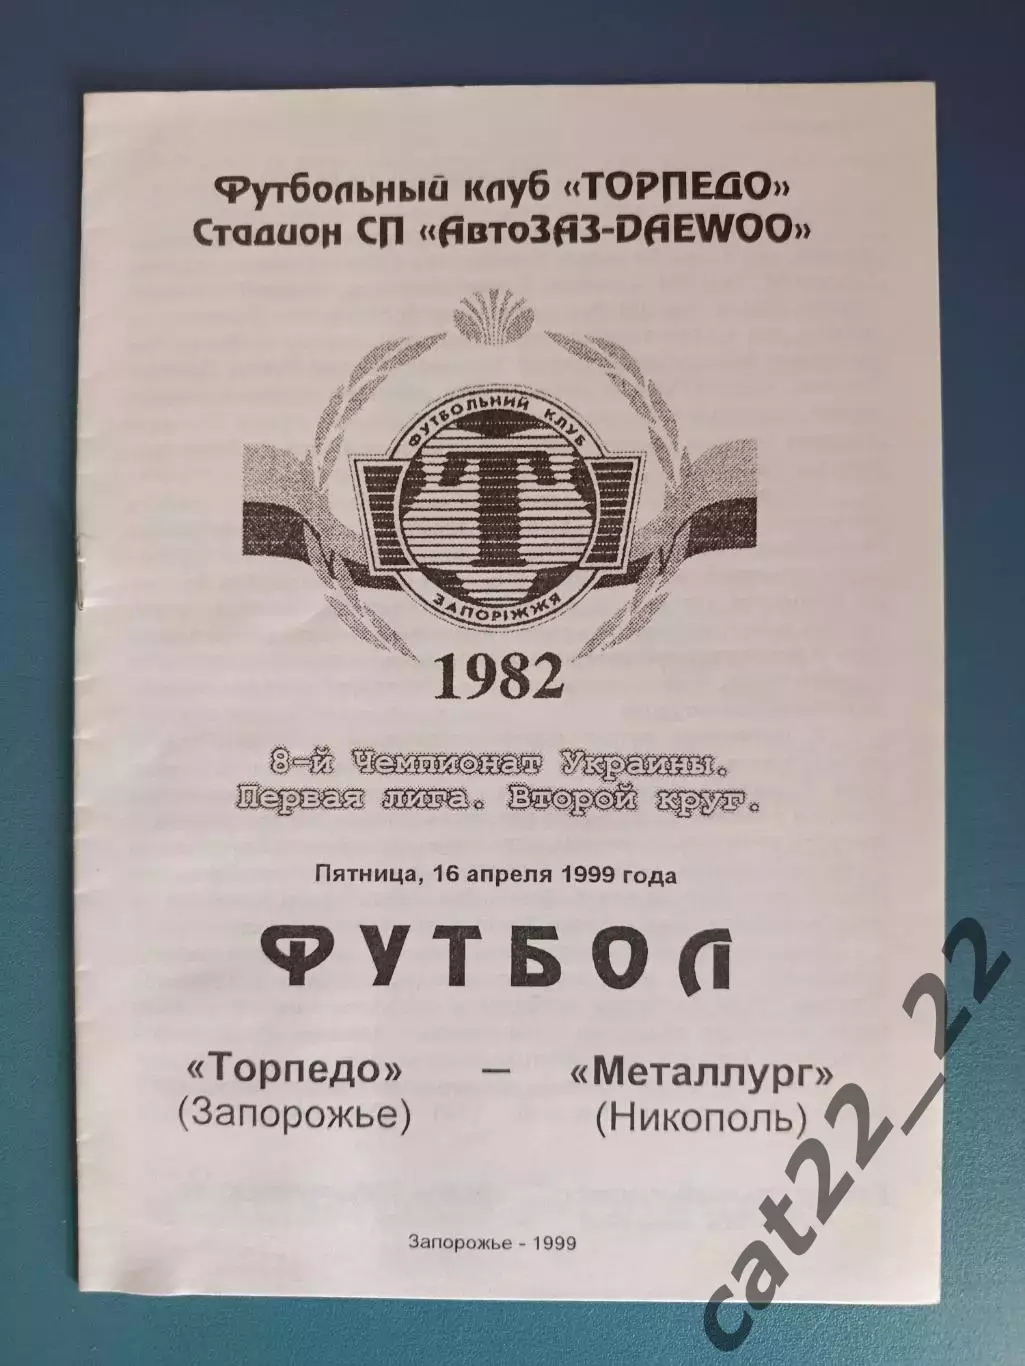 Футбольный клуб «ТОРПЕДО»
Стадион СП «АвтоЗАЗ-DAEWOO»
ФУТБОЛЬНИЙ КЛУБ
Т
ЗАПОРІЖЖЯ
1982
8-й Чемпионат Украины.
Первая лига. Второй круг.
Пятница, 16 апреля 1999 года
ФУТБОЛ
«Торпедо» – «Металлург»
(Запорожье) (Никополь)
Запорожье - 1999
cat22_22